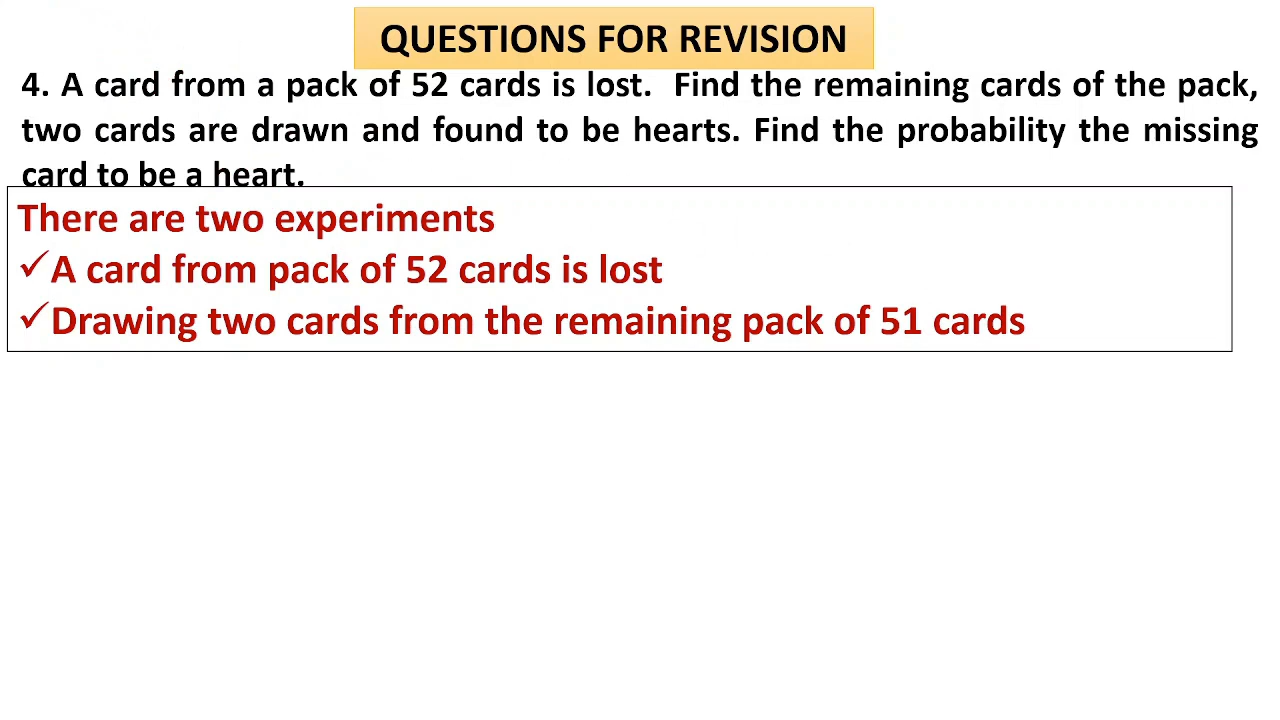 QUESTIONS FOR REVISION
4. A card from a pack of 52 cards is lost. Find the remaining cards of the pack,
two cards are drawn and found to be hearts. Find the probability the missing
card to be a heart.
There are two experiments
✓A card from pack of 52 cards is lost
✓Drawing two cards from the remaining pack of 51 cards